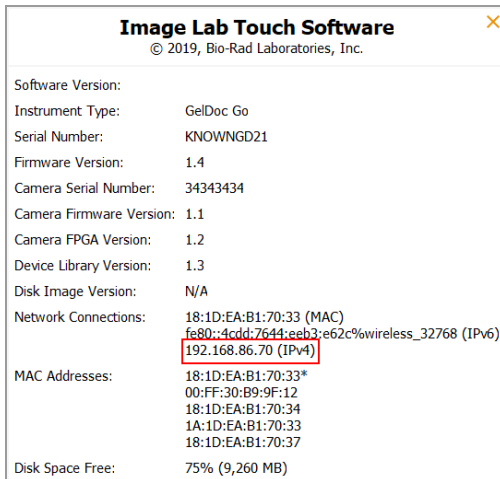 Image Lab Touch Software
© 2019, Bio-Rad Laboratories, Inc.
Software Version:
Instrument Type: GelDoc Go
Serial Number: KNOWNGD21
Firmware Version: 1.4
Camera Serial Number: 34343434
Camera Firmware Version: 1.1
Camera FPGA Version: 1.2
Device Library Version: 1.3
Disk Image Version: N/A
Network Connections: 18:1D:EA:B1:70:33 (MAC)
fe80::4cdd:7644:eeb3:e62c%wireless_32768 (IPv6)
192.168.86.70 (IPv4)
MAC Addresses: 18:1D:EA:B1:70:33*
00:FF:30:B9:9F:12
18:1D:EA:B1:70:34
1A:1D:EA:B1:70:33
18:1D:EA:B1:70:37
Disk Space Free: 75% (9,260 MB)